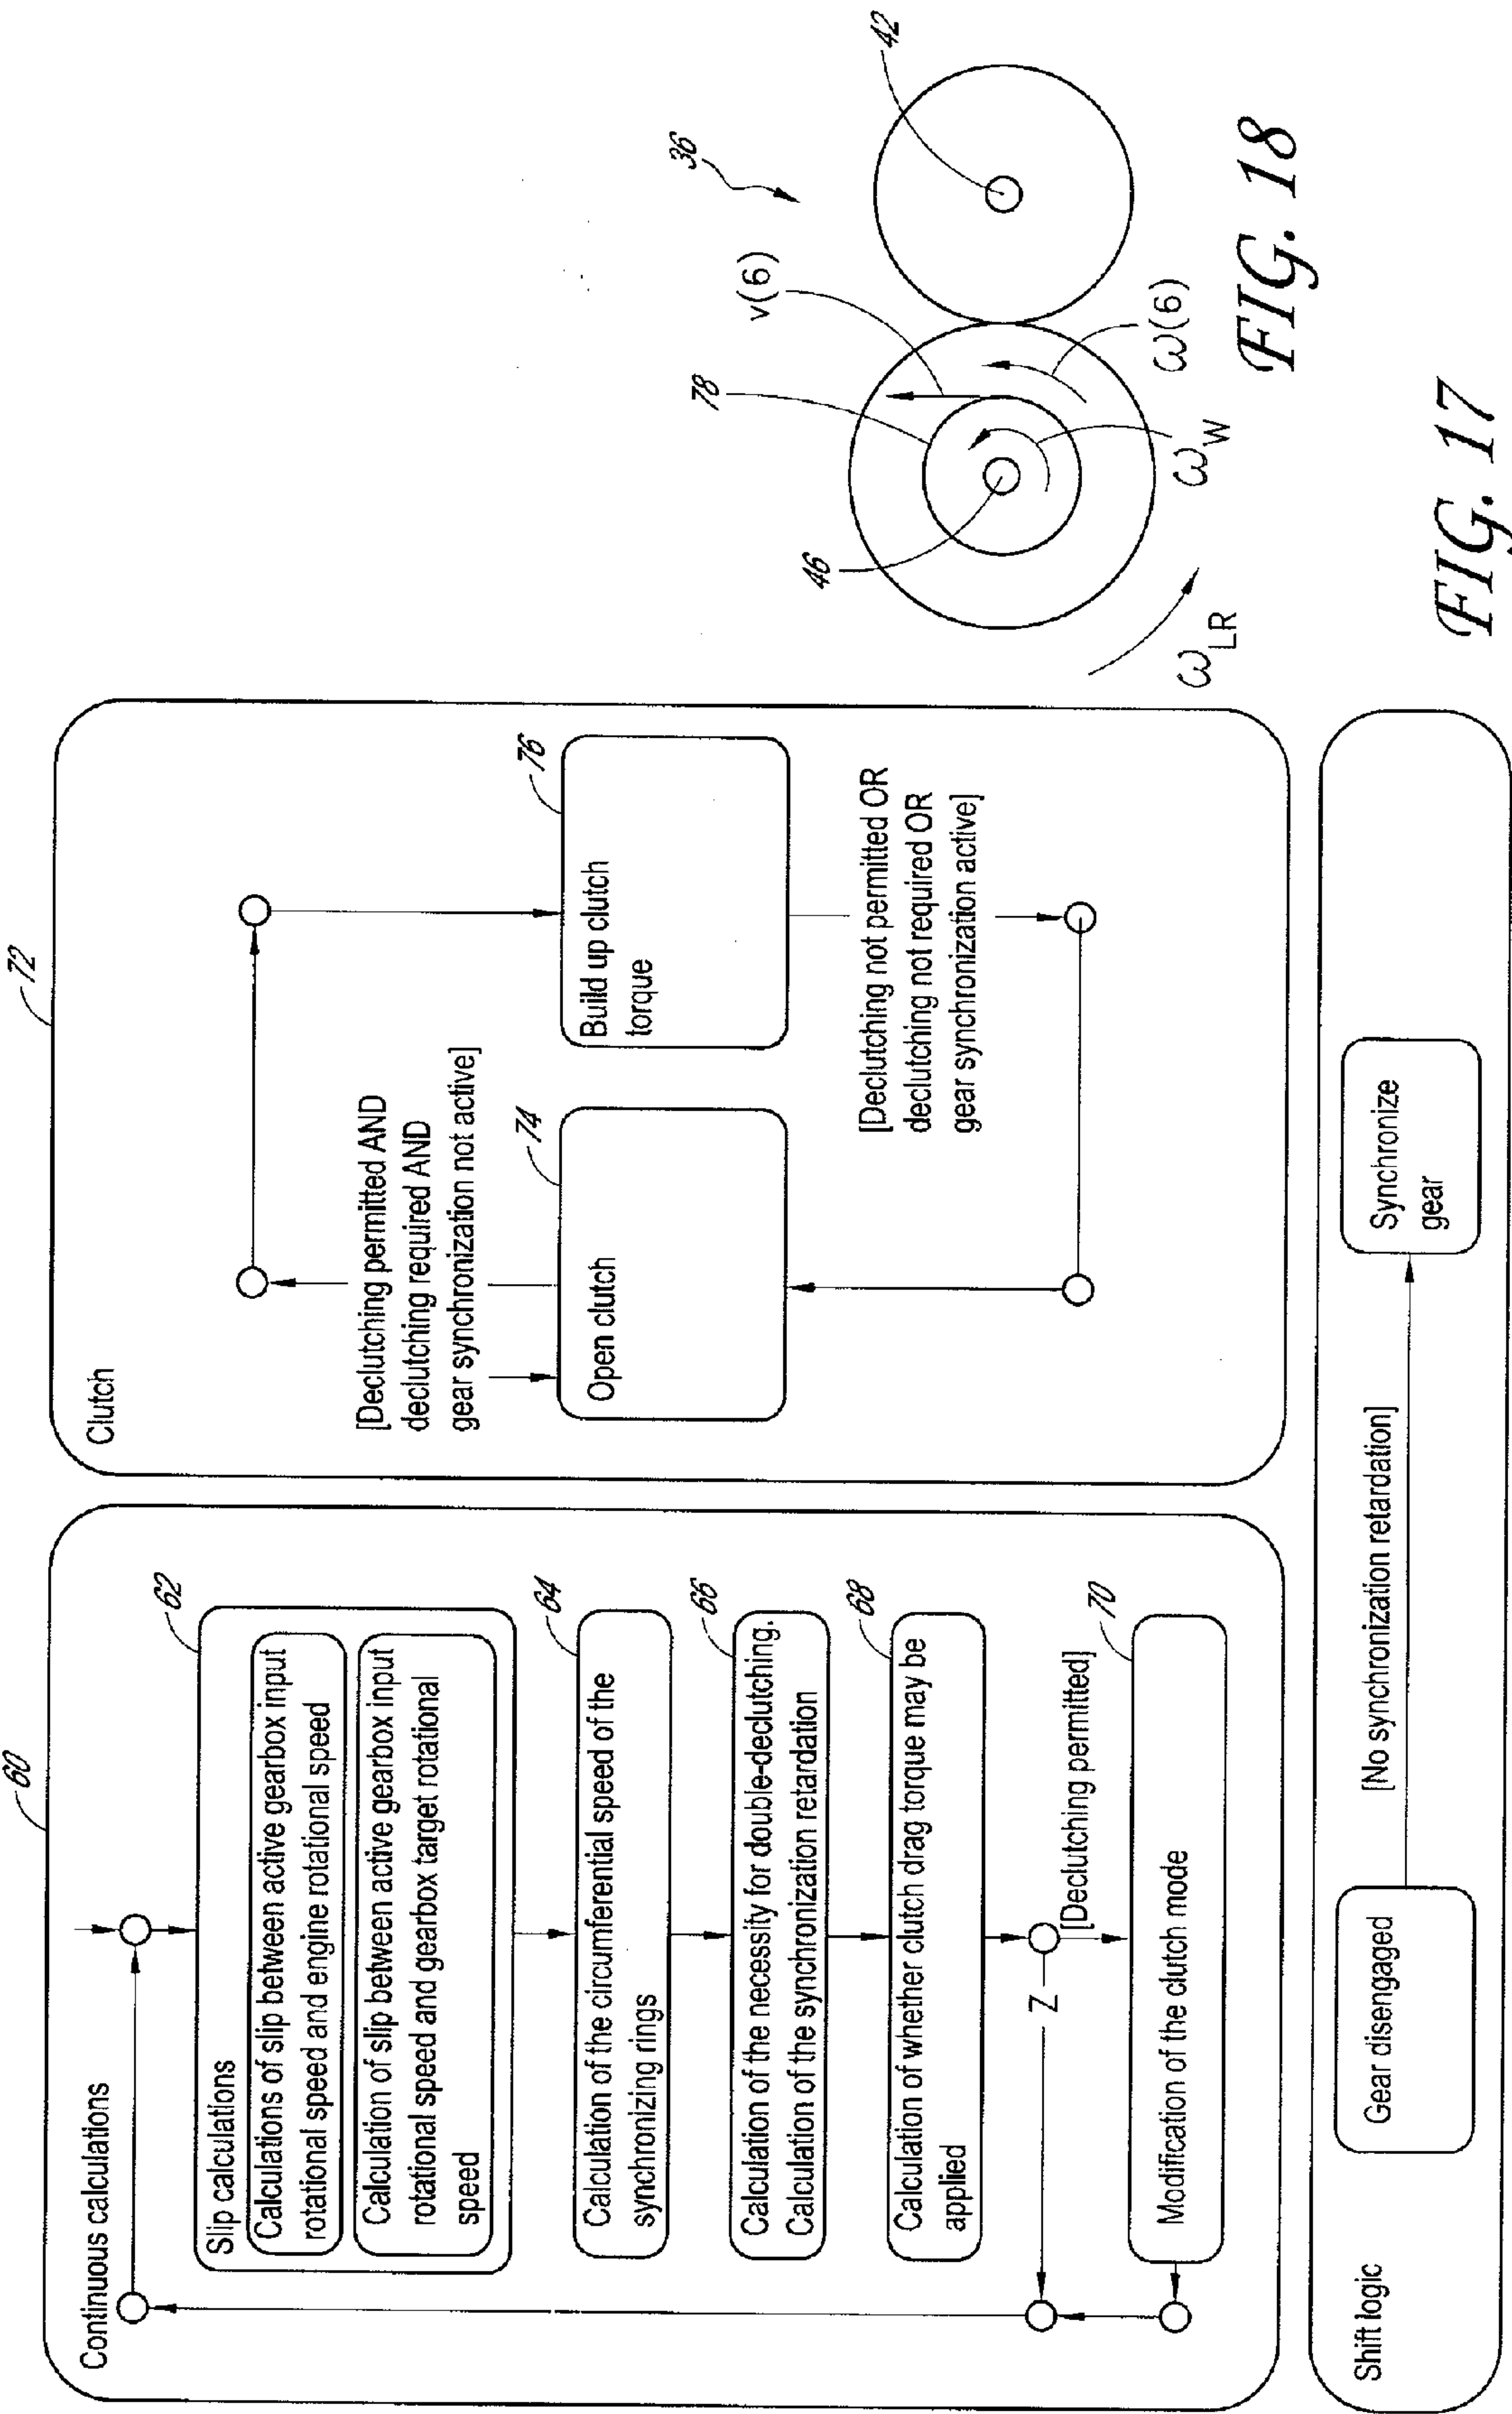 60
Continuous calculations
62
Slip calculations
Calculations of slip between active gearbox input
rotational speed and engine rotational speed
Calculation of slip between active gearbox input
rotational speed and gearbox target rotational
speed
64
Calculation of the circumferential speed of the
synchronizing rings
66
Calculation of the necessity for double-declutching.
Calculation of the synchronization retardation
68
Calculation of whether clutch drag torque may be
applied
Z
[Declutching permitted]
70
Modification of the clutch mode
72
Clutch
[Declutching permitted AND
declutching required AND
gear synchronization not active]
74
Open clutch
76
Build up clutch
torque
[Declutching not permitted OR
declutching not required OR
gear synchronization active]
Shift logic
Gear disengaged
[No synchronization retardation]
Synchronize
gear
FIG. 17
36
v(6)
78
46
42
ω(6)
ωW
ωLR
FIG. 18